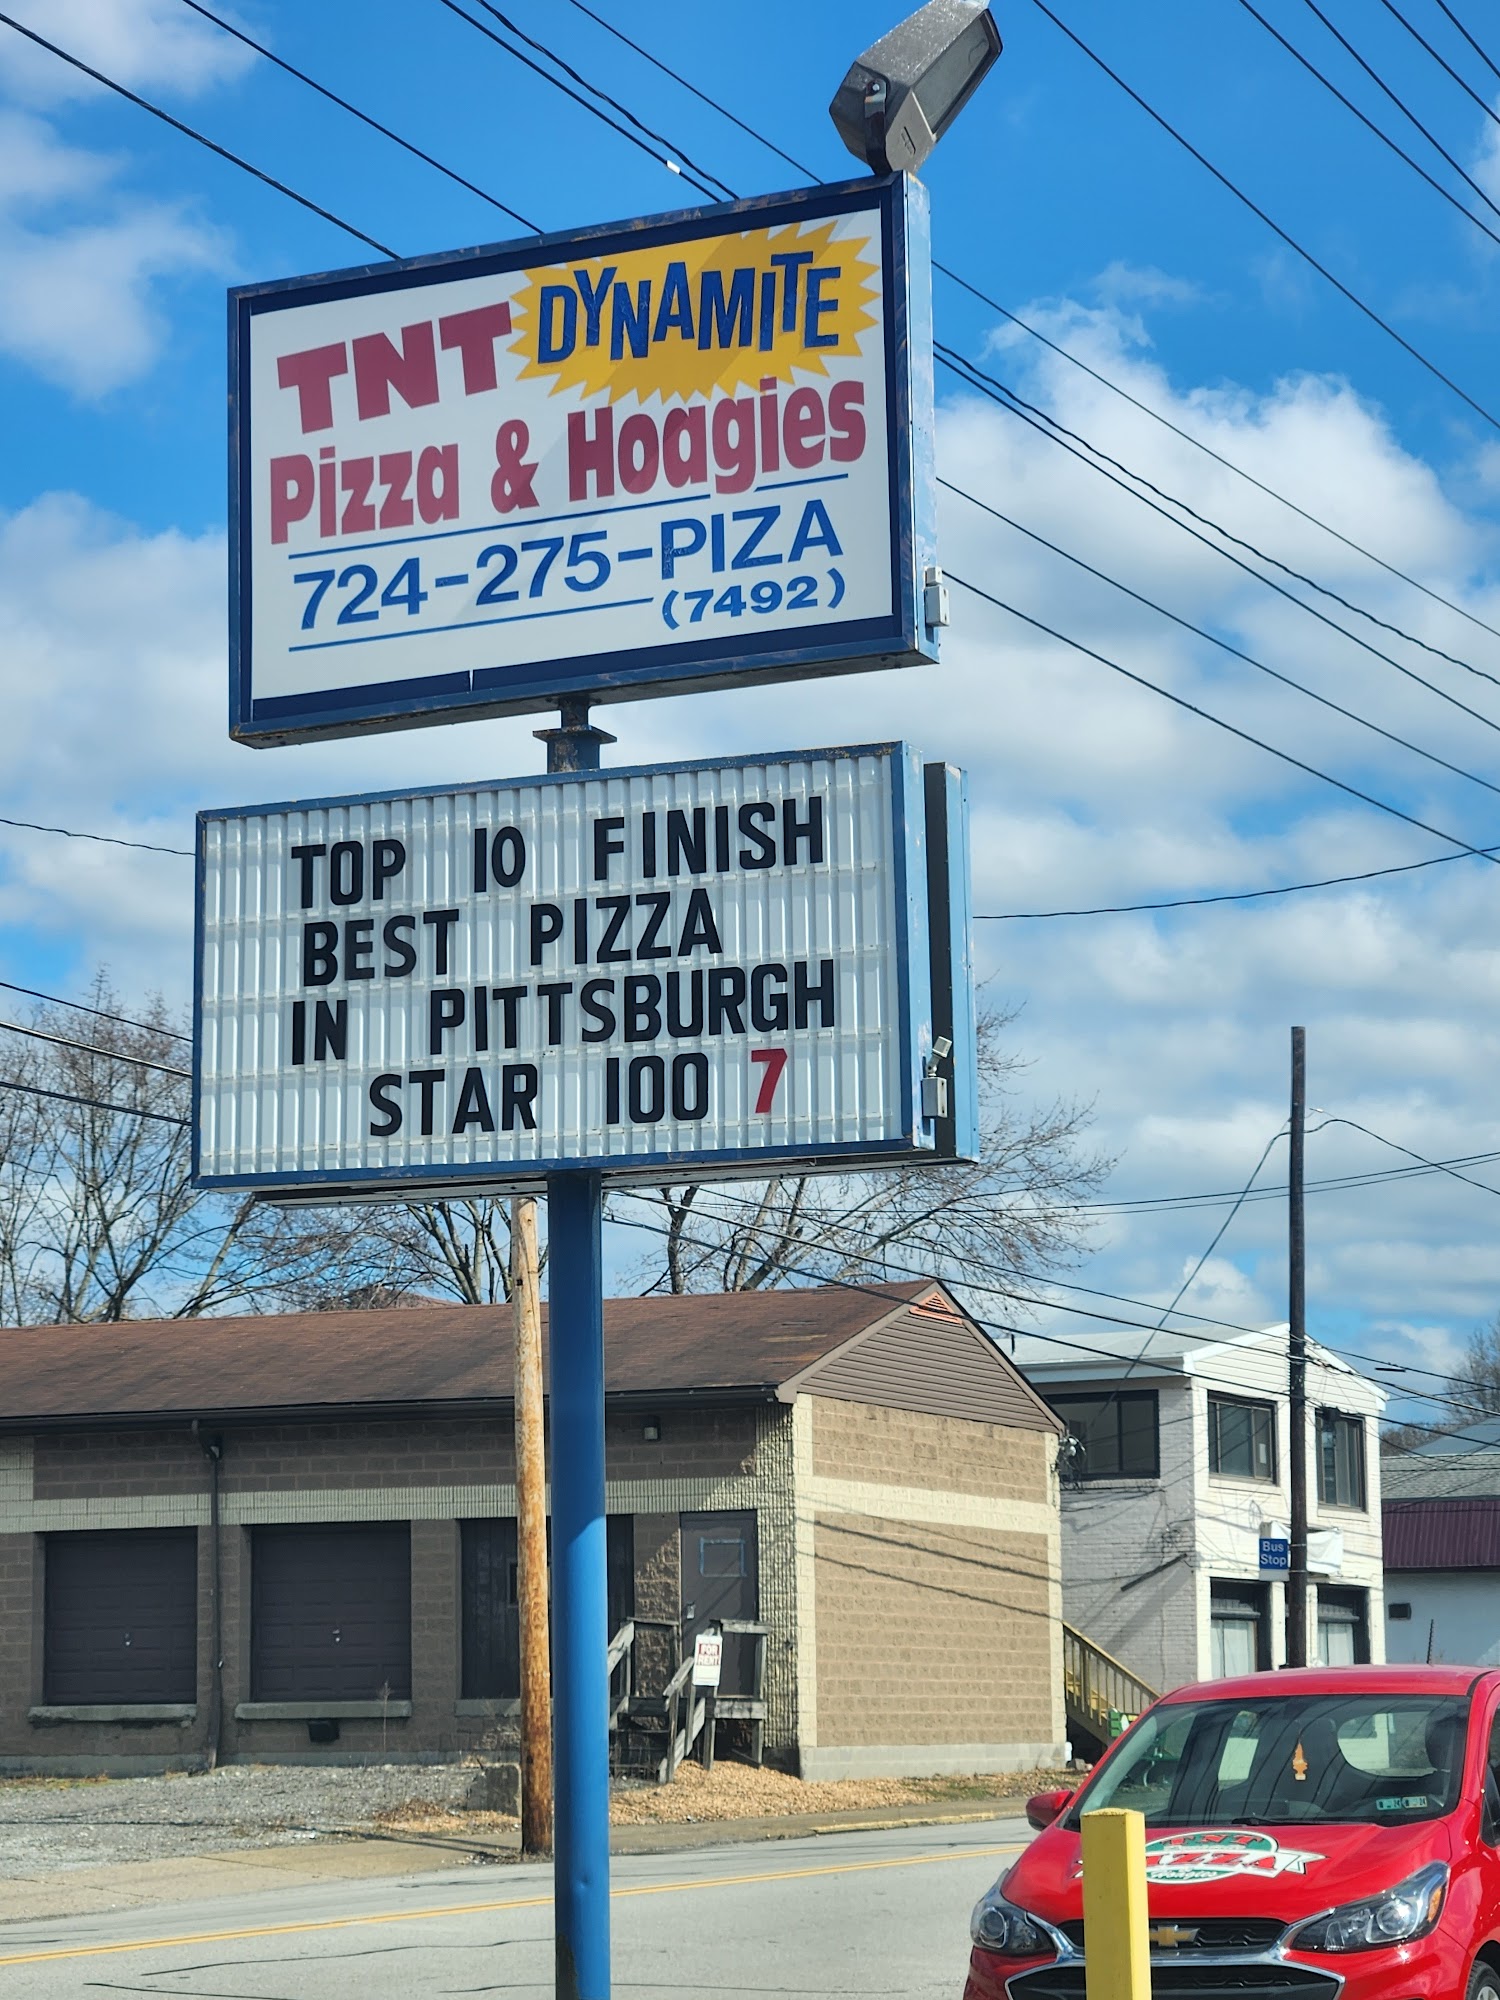 TNT DYNAMITE
Pizza & Hoagies
724-275-PIZA
(7492)
TOP 10 FINISH
BEST PIZZA
IN PITTSBURGH
STAR 100 7
Bus
Stop
FOR
RENT
Hoagies